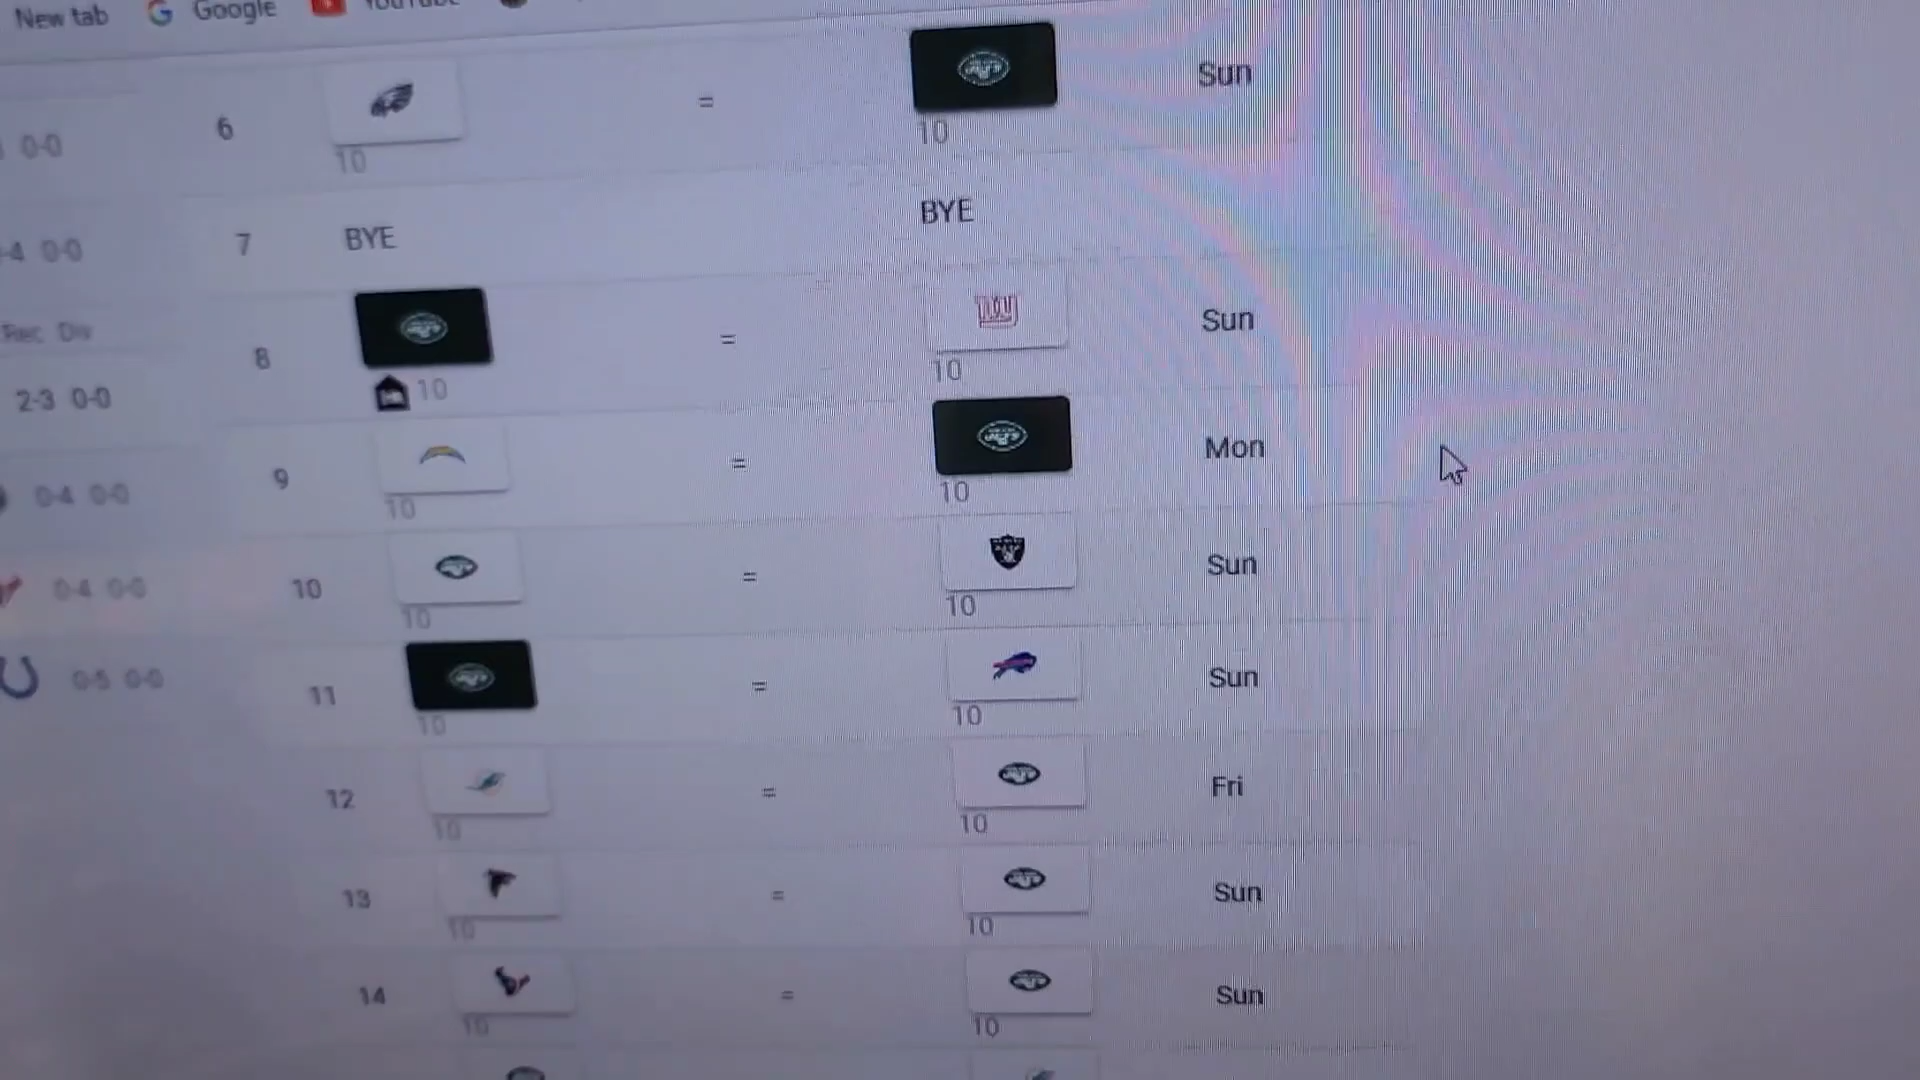 New tab Google YouTube
6 = Sun
0-0 10 10
7 BYE BYE
-4 0-0
8 = Sun
Rec Div 10 10
2-3 0-0
9 = Mon
0-4 0-0 10 10
10 = Sun
0-4 0-0 10 10
11 = Sun
0-5 0-0 10 10
12 = Fri
10 10
13 = Sun
10 10
14 = Sun
10 10